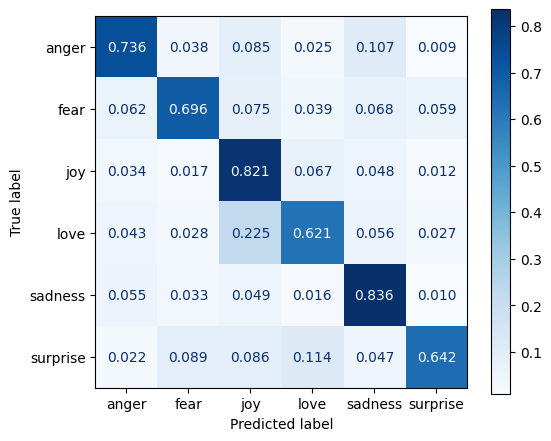 anger 0.736 0.038 0.085 0.025 0.107 0.009
fear 0.062 0.696 0.075 0.039 0.068 0.059
joy 0.034 0.017 0.821 0.067 0.048 0.012
love 0.043 0.028 0.225 0.621 0.056 0.027
sadness 0.055 0.033 0.049 0.016 0.836 0.010
surprise 0.022 0.089 0.086 0.114 0.047 0.642
anger fear joy love sadness surprise
Predicted label
True label
0.8
0.7
0.6
0.5
0.4
0.3
0.2
0.1